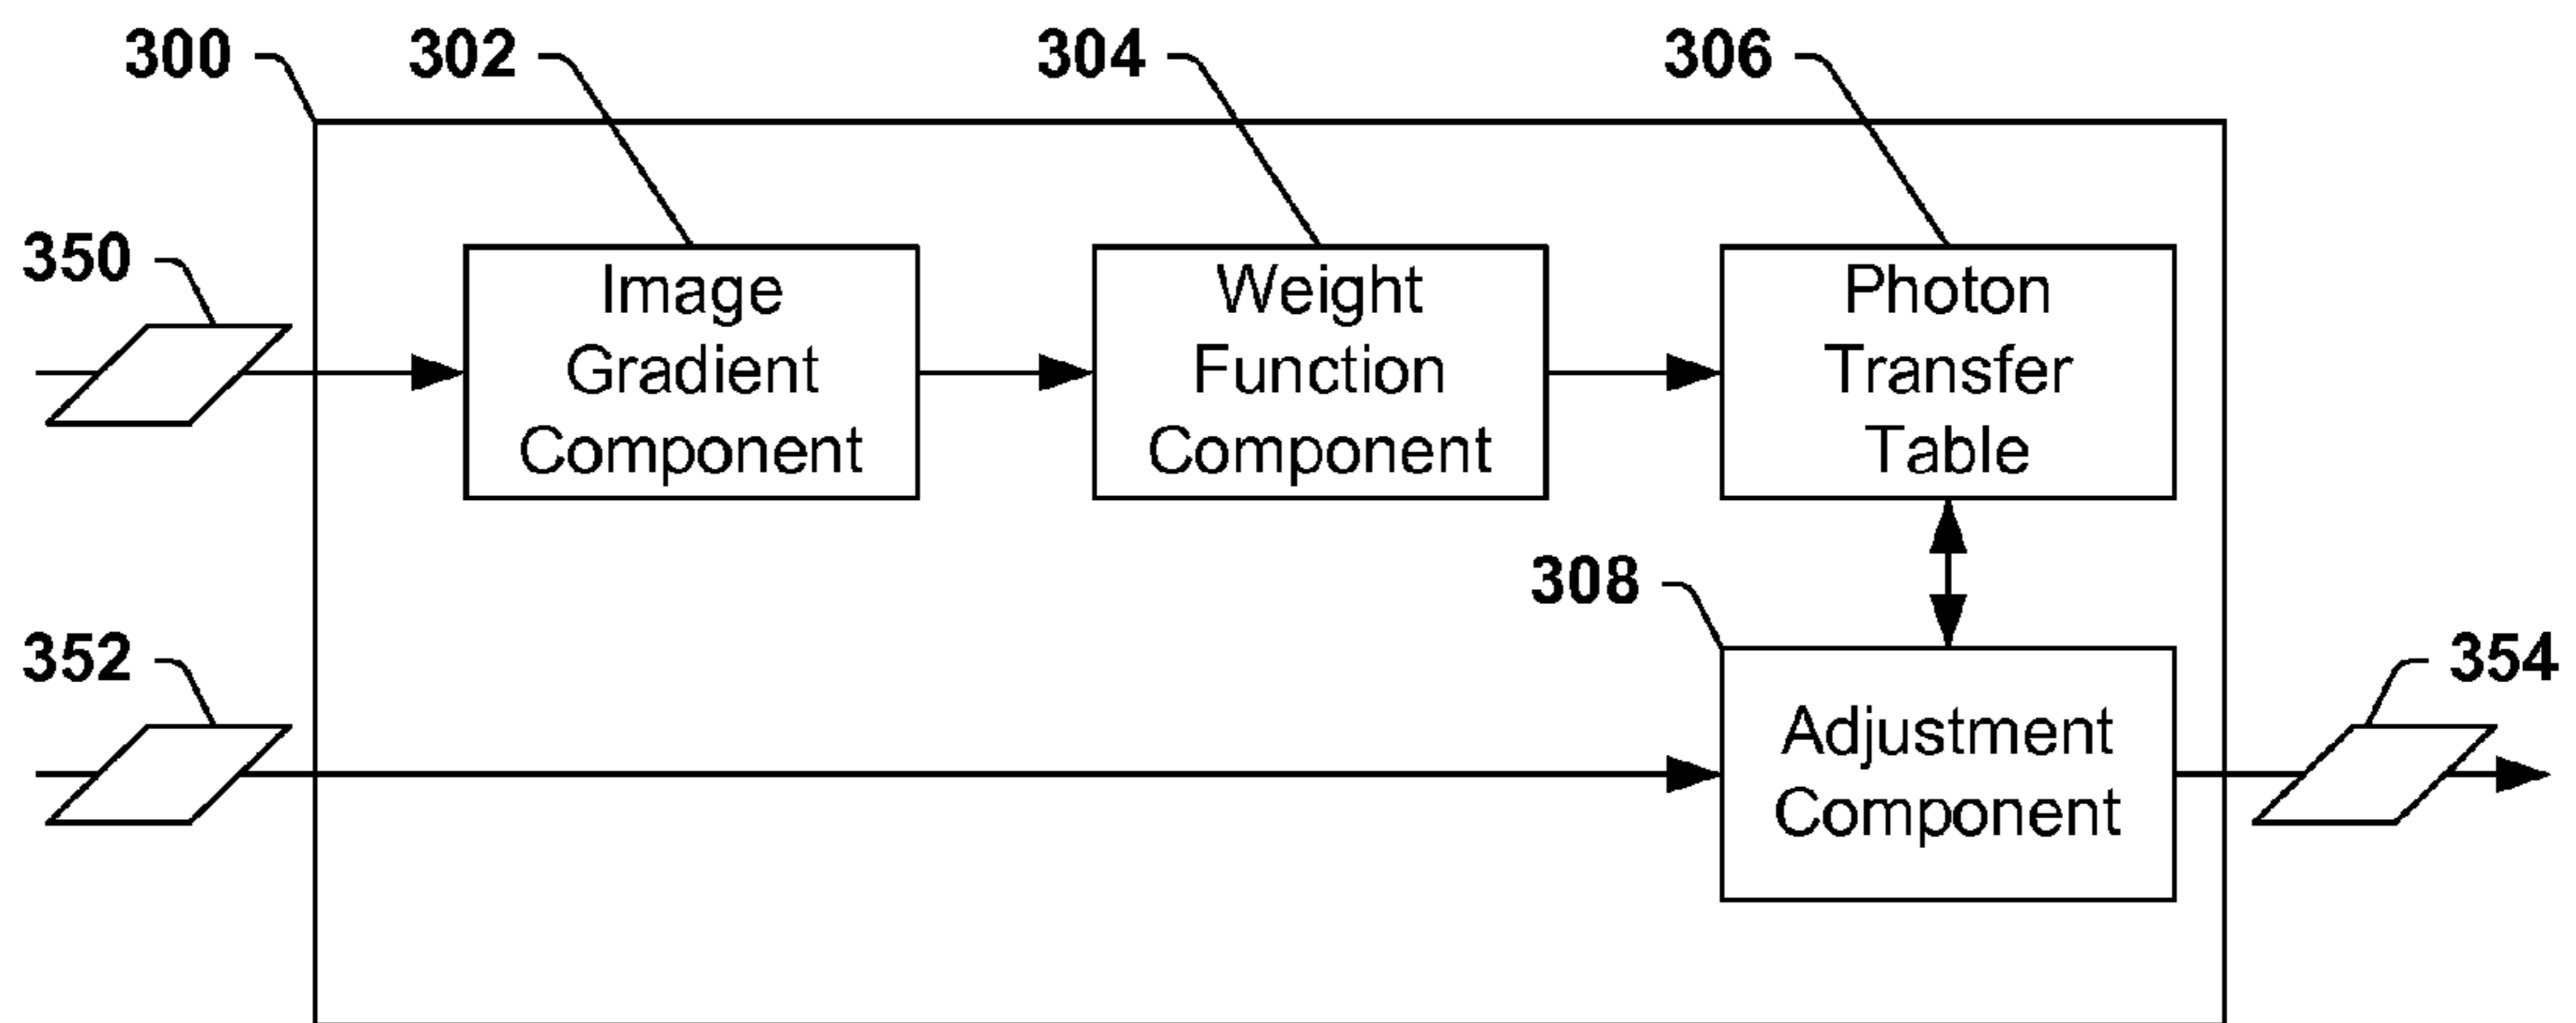 300
302
304
306
350
Image
Gradient
Component
Weight
Function
Component
Photon
Transfer
Table
308
352
354
Adjustment
Component